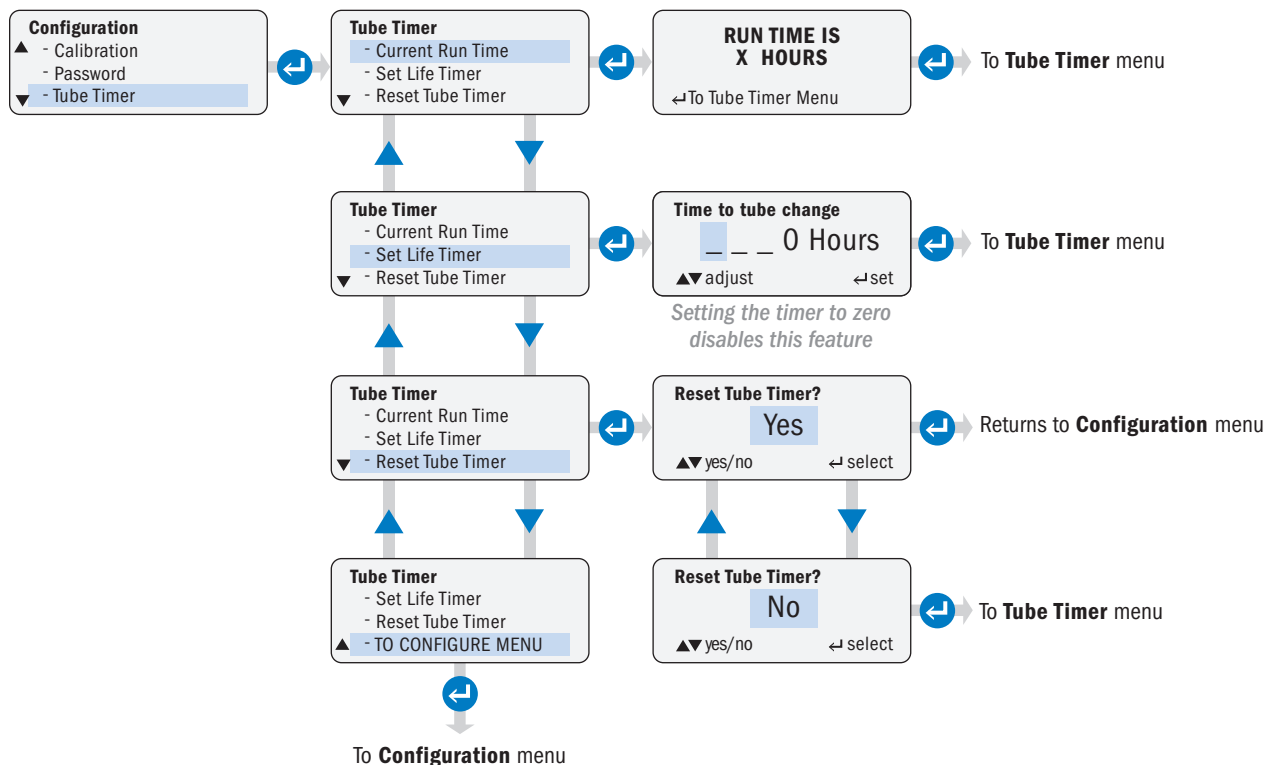 Configuration
- Calibration
- Password
- Tube Timer
Tube Timer
- Current Run Time
- Set Life Timer
- Reset Tube Timer
RUN TIME IS
X HOURS
↵To Tube Timer Menu
To Tube Timer menu
Tube Timer
- Current Run Time
- Set Life Timer
- Reset Tube Timer
Time to tube change
_ _ _ 0 Hours
▲▼ adjust ↵ set
Setting the timer to zero
disables this feature
To Tube Timer menu
Tube Timer
- Current Run Time
- Set Life Timer
- Reset Tube Timer
Reset Tube Timer?
Yes
▲▼ yes/no ↵ select
Returns to Configuration menu
Tube Timer
- Set Life Timer
- Reset Tube Timer
- TO CONFIGURE MENU
Reset Tube Timer?
No
▲▼ yes/no ↵ select
To Tube Timer menu
To Configuration menu